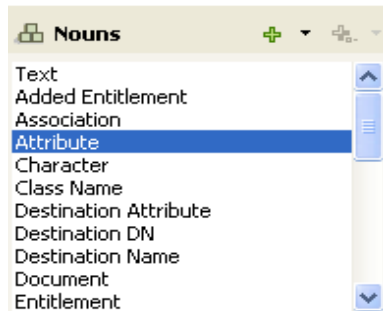 Nouns
Text
Added Entitlement
Association
Attribute
Character
Class Name
Destination Attribute
Destination DN
Destination Name
Document
Entitlement